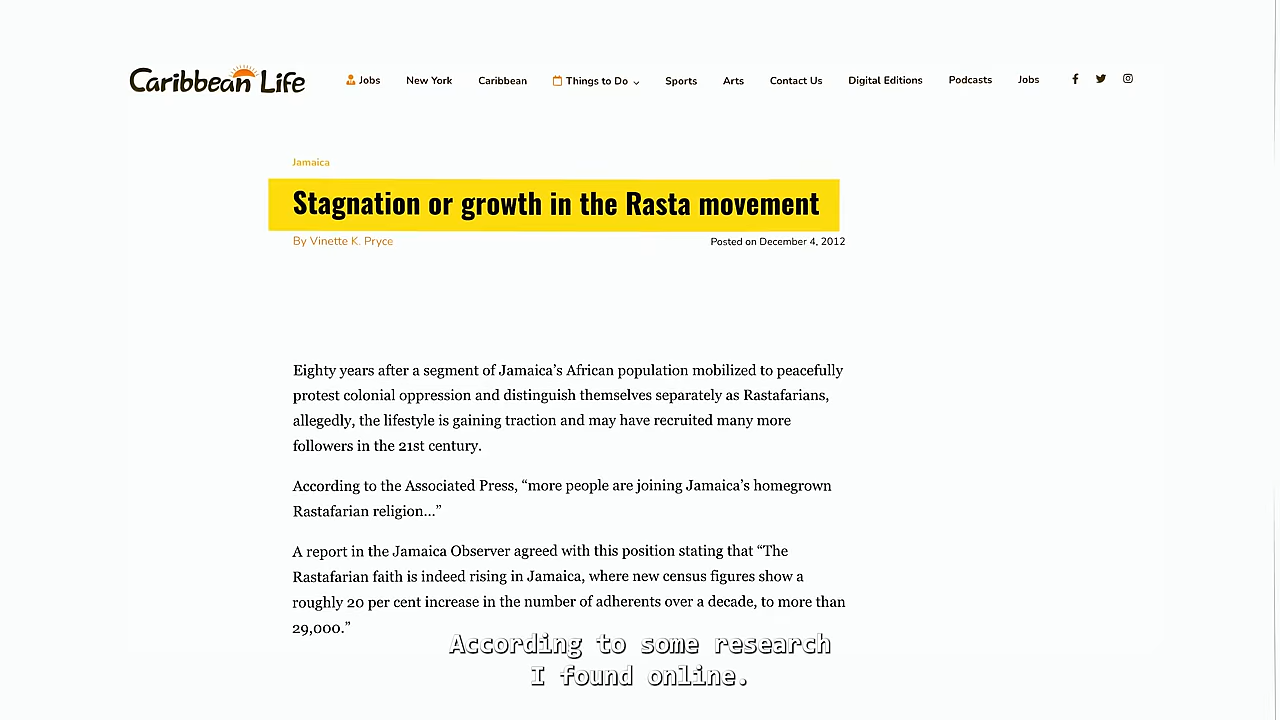 Caribbean Life
Jobs New York Caribbean Things to Do Sports Arts Contact Us Digital Editions Podcasts Jobs
Jamaica
Stagnation or growth in the Rasta movement
By Vinette K. Pryce Posted on December 4, 2012
Eighty years after a segment of Jamaica’s African population mobilized to peacefully
protest colonial oppression and distinguish themselves separately as Rastafarians,
allegedly, the lifestyle is gaining traction and may have recruited many more
followers in the 21st century.
According to the Associated Press, “more people are joining Jamaica’s homegrown
Rastafarian religion…”
A report in the Jamaica Observer agreed with this position stating that “The
Rastafarian faith is indeed rising in Jamaica, where new census figures show a
roughly 20 per cent increase in the number of adherents over a decade, to more than
29,000.”
According to some research
I found online.